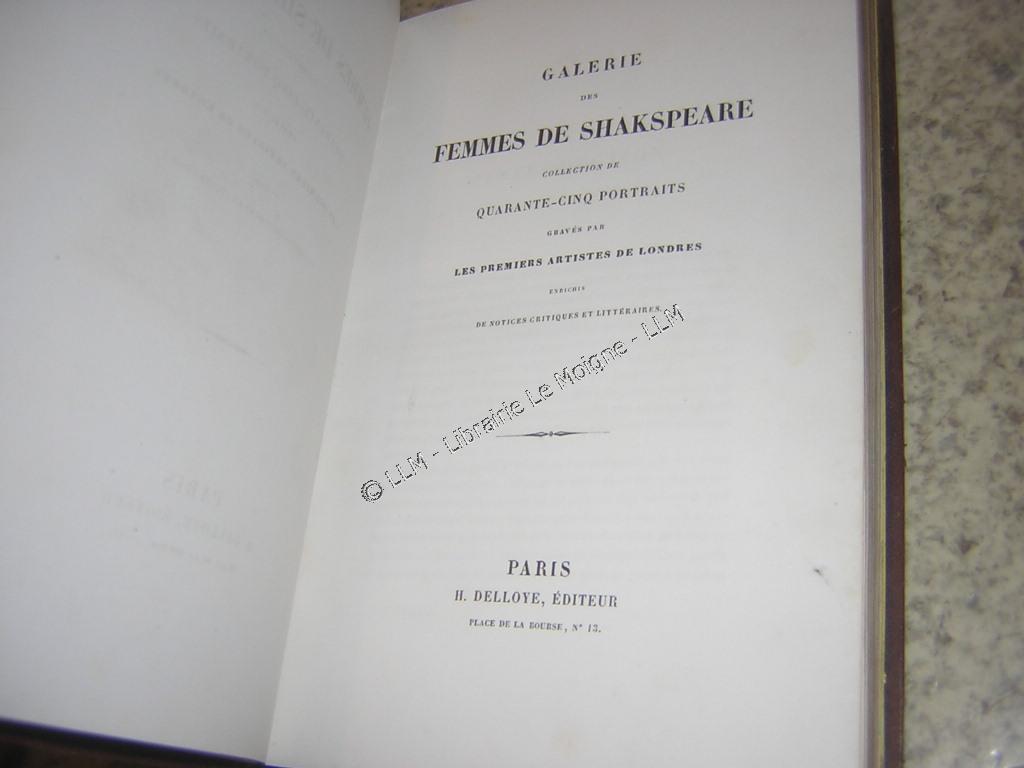 GALERIE
DES
FEMMES DE SHAKSPEARE
COLLECTION DE
QUARANTE-CINQ PORTRAITS
GRAVÉS PAR
LES PREMIERS ARTISTES DE LONDRES
ENRICHIS
DE NOTICES CRITIQUES ET LITTÉRAIRES.
© LLM - Librairie Le Moigne - LLM
PARIS
H. DELLOYE, ÉDITEUR
PLACE DE LA BOURSE, N° 13.